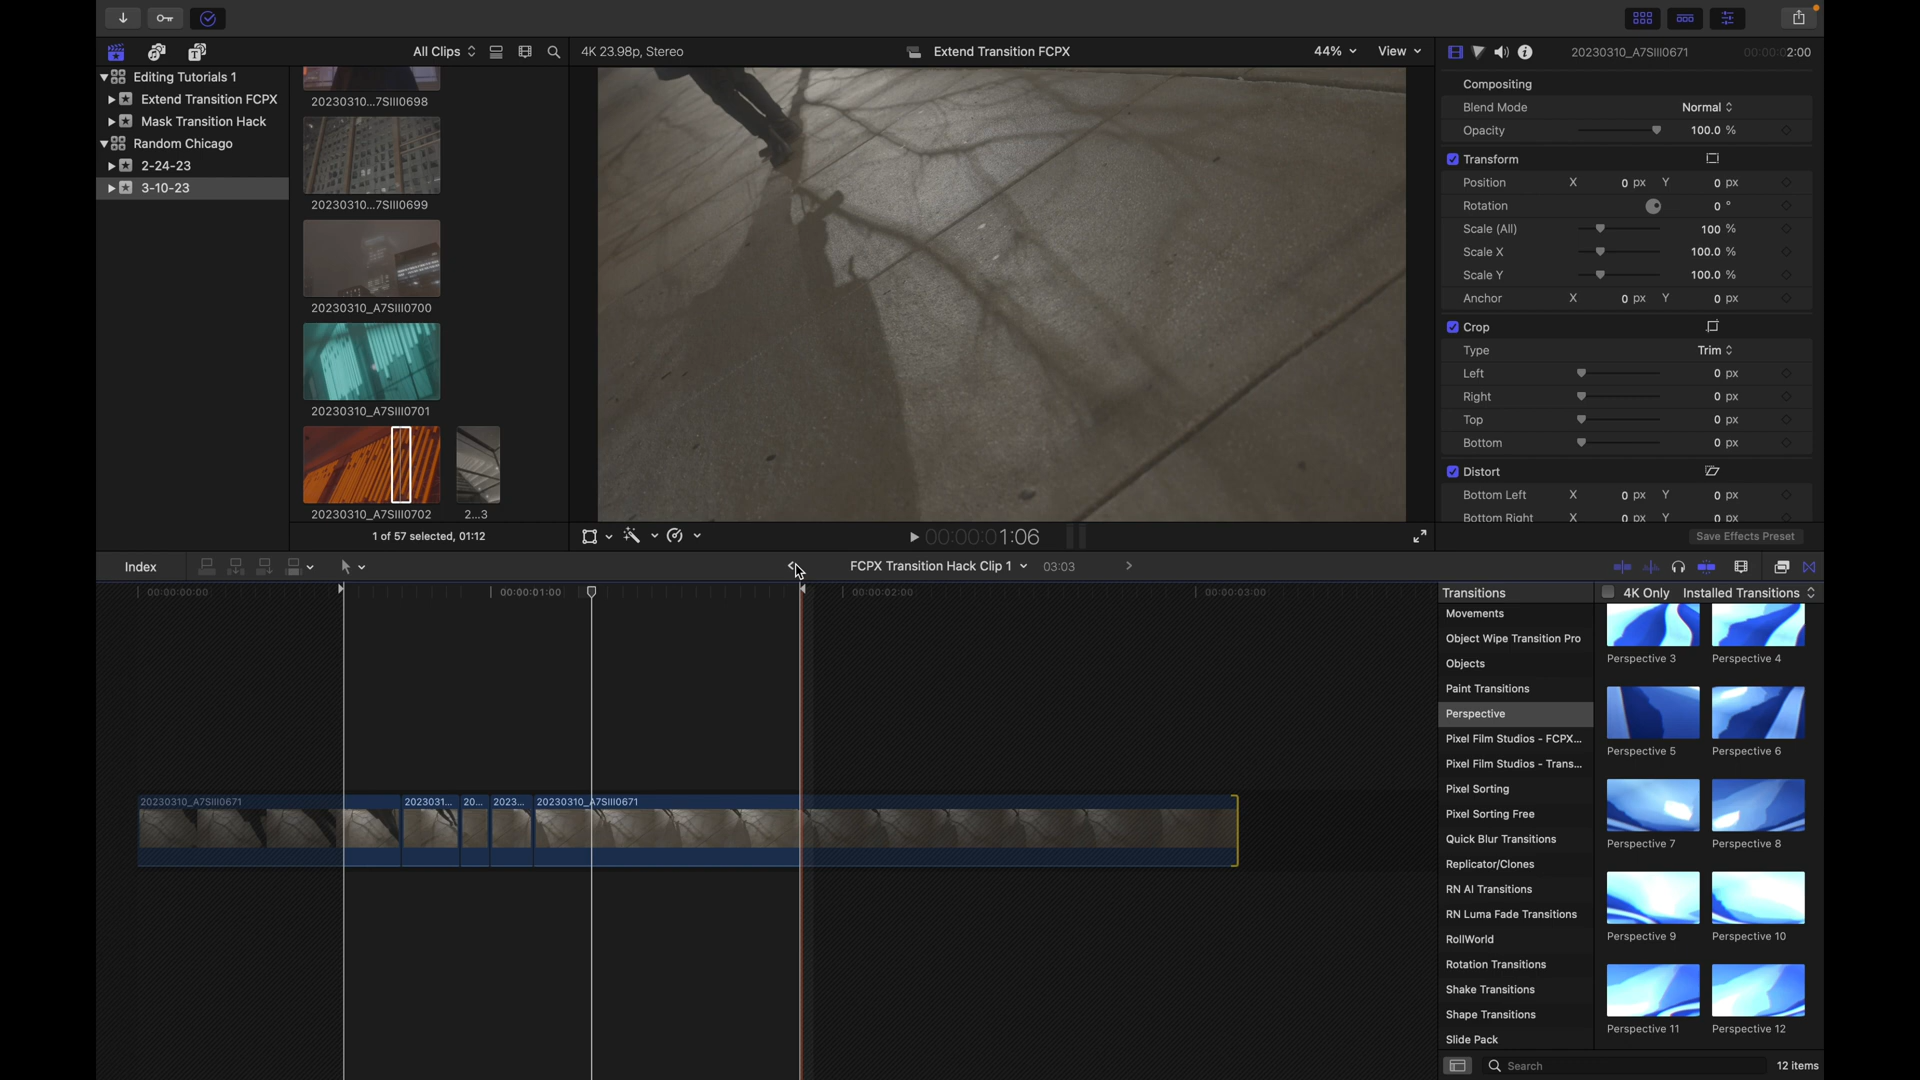 All Clips
4K 23.98p, Stereo
Extend Transition FCPX
44%
View
20230310_A7SIII0671
00:00:02:00
Editing Tutorials 1
Extend Transition FCPX
Mask Transition Hack
Random Chicago
2-24-23
3-10-23
20230310...7SIII0698
20230310...7SIII0699
20230310_A7SIII0700
20230310_A7SIII0701
20230310_A7SIII0702
2...3
1 of 57 selected, 01:12
Compositing
Blend Mode
Normal
Opacity
100.0 %
Transform
Position
X
0 px
Y
0 px
Rotation
0 °
Scale (All)
100 %
Scale X
100.0 %
Scale Y
100.0 %
Anchor
X
0 px
Y
0 px
Crop
Type
Trim
Left
0 px
Right
0 px
Top
0 px
Bottom
0 px
Distort
Bottom Left
X
0 px
Y
0 px
Bottom Right
X
0 px
Y
0 px
Save Effects Preset
00:00:01:06
Index
FCPX Transition Hack Clip 1
03:03
00:00:00:00
00:00:01:00
00:00:02:00
00:00:03:00
20230310_A7SIII0671
2023031...
20...
2023...
20230310_A7SIII0671
Transitions
4K Only
Installed Transitions
Movements
Object Wipe Transition Pro
Objects
Paint Transitions
Perspective
Pixel Film Studios - FCPX...
Pixel Film Studios - Trans...
Pixel Sorting
Pixel Sorting Free
Quick Blur Transitions
Replicator/Clones
RN AI Transitions
RN Luma Fade Transitions
RollWorld
Rotation Transitions
Shake Transitions
Shape Transitions
Slide Pack
Perspective 3
Perspective 4
Perspective 5
Perspective 6
Perspective 7
Perspective 8
Perspective 9
Perspective 10
Perspective 11
Perspective 12
Search
12 items